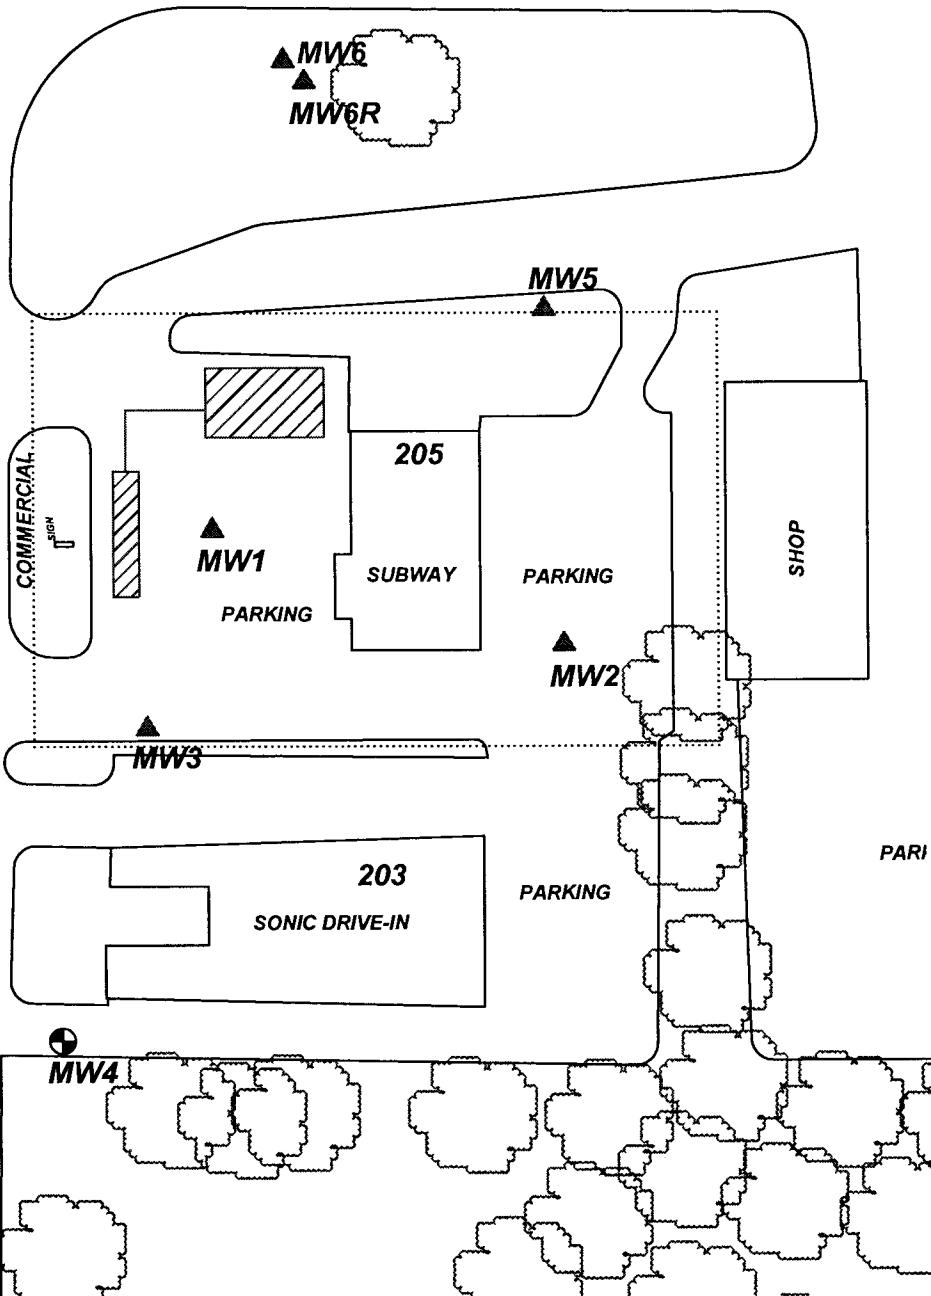 MW6
MW6R
MW5
205
COMMERCIAL
SIGN
MW1
SUBWAY
PARKING
SHOP
PARKING
MW2
MW3
203
PARI
PARKING
SONIC DRIVE-IN
MW4